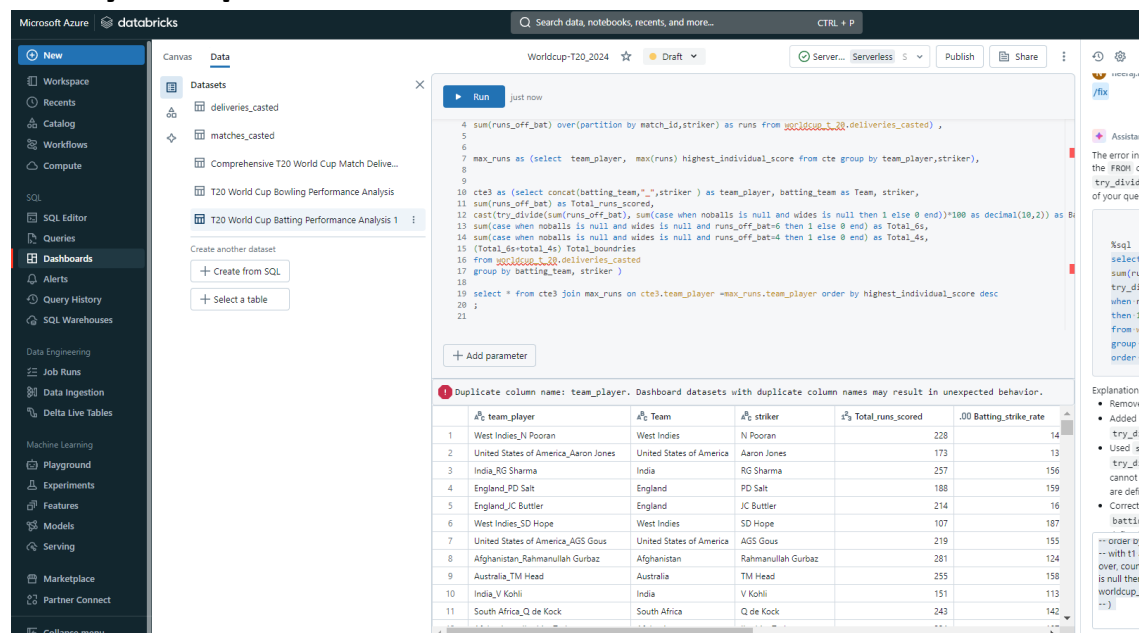 Microsoft Azure databricks Search data, notebooks, recents, and more... CTRL + P
New
Workspace
Recents
Catalog
Workflows
Compute
SQL
SQL Editor
Queries
Dashboards
Alerts
Query History
SQL Warehouses
Data Engineering
Job Runs
Data Ingestion
Delta Live Tables
Machine Learning
Playground
Experiments
Features
Models
Serving
Marketplace
Partner Connect
Collapse menu
Canvas Data Worldcup-T20_2024 Draft Server... Serverless S Publish Share
Datasets
deliveries_casted
matches_casted
Comprehensive T20 World Cup Match Delive...
T20 World Cup Bowling Performance Analysis
T20 World Cup Batting Performance Analysis 1
Create another dataset
+ Create from SQL
+ Select a table
Run just now
4 sum(runs_off_bat) over(partition by match_id,striker) as runs from worldcup_t_20.deliveries_casted) ,
5
6
7 max_runs as (select team_player, max(runs) highest_individual_score from cte group by team_player,striker),
8
9
10 cte3 as (select concat(batting_team,"_",striker ) as team_player, batting_team as Team, striker,
11 sum(runs_off_bat) as Total_runs_scored,
12 cast(try_divide(sum(runs_off_bat), sum(case when noballs is null and wides is null then 1 else 0 end))*100 as decimal(10,2)) as Ba
13 sum(case when noballs is null and wides is null and runs_off_bat=6 then 1 else 0 end) as Total_6s,
14 sum(case when noballs is null and wides is null and runs_off_bat=4 then 1 else 0 end) as Total_4s,
15 (Total_6s+total_4s) Total_boundries
16 from worldcup_t_20.deliveries_casted
17 group by batting_team, striker )
18
19 select * from cte3 join max_runs on cte3.team_player =max_runs.team_player order by highest_individual_score desc
20 ;
21
+ Add parameter
Duplicate column name: team_player. Dashboard datasets with duplicate column names may result in unexpected behavior.
team_player Team striker Total_runs_scored .00 Batting_strike_rate
1 West Indies_N Pooran West Indies N Pooran 228 14
2 United States of America_Aaron Jones United States of America Aaron Jones 173 13
3 India_RG Sharma India RG Sharma 257 156
4 England_PD Salt England PD Salt 188 159
5 England_JC Buttler England JC Buttler 214 16
6 West Indies_SD Hope West Indies SD Hope 107 187
7 United States of America_AGS Gous United States of America AGS Gous 219 155
8 Afghanistan_Rahmanullah Gurbaz Afghanistan Rahmanullah Gurbaz 281 124
9 Australia_TM Head Australia TM Head 255 158
10 India_V Kohli India V Kohli 151 113
11 South Africa_Q de Kock South Africa Q de Kock 243 142
/fix
Assista
The error in
the FROM c
try_divid
of your que
%sql
select
sum(ru
try_di
when
then
from
group
order
Explanation
Remove
Added
try_d
Used s
try_d
cannot
are defi
Correct
batti
-- order by
-- with t1
over, coun
is null ther
worldcup_
-- )